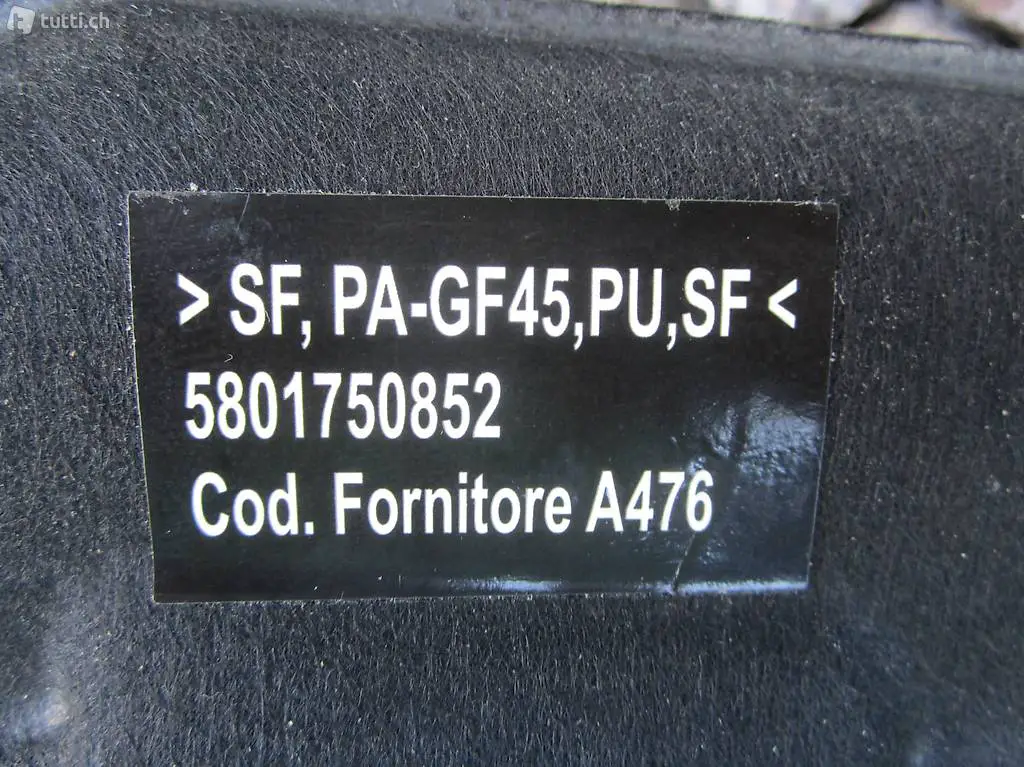 tutti.ch
> SF, PA-GF45,PU,SF <
5801750852
Cod. Fornitore A476